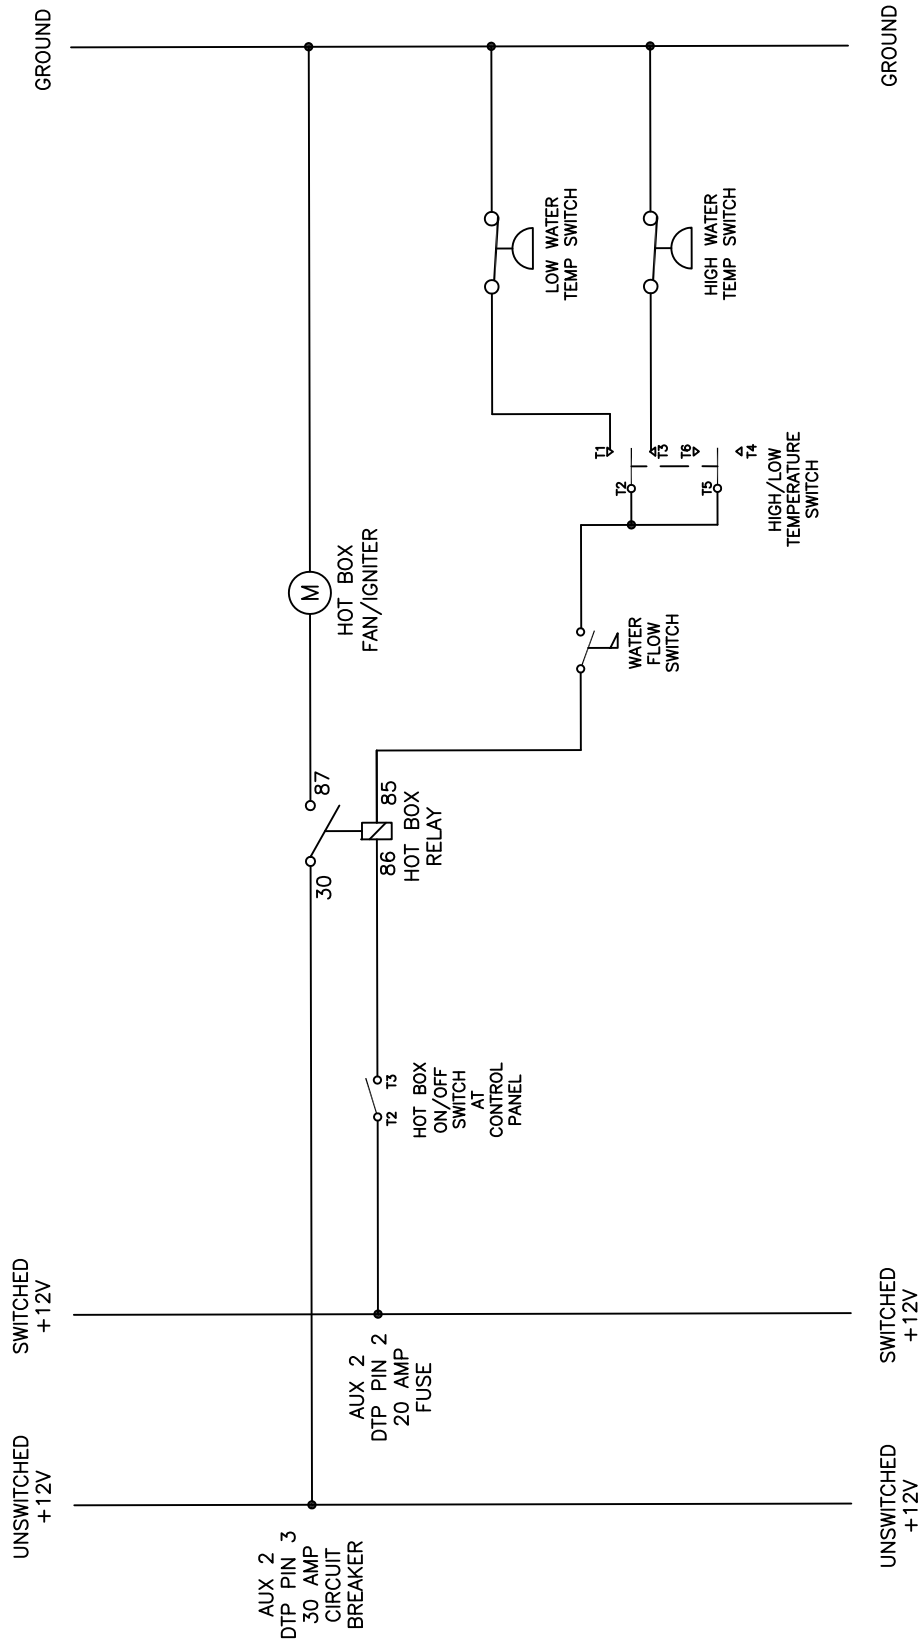 UNSWITCHED
+12V
SWITCHED
+12V
GROUND
AUX 2
DTP PIN 3
30 AMP
CIRCUIT
BREAKER
30
87
M
HOT BOX
FAN/IGNITER
AUX 2
DTP PIN 2
20 AMP
FUSE
T2
T3
HOT BOX
ON/OFF
SWITCH
AT
CONTROL
PANEL
86
85
HOT BOX
RELAY
WATER
FLOW
SWITCH
T1
T2
T3
T6
T5
T4
HIGH/LOW
TEMPERATURE
SWITCH
LOW WATER
TEMP SWITCH
HIGH WATER
TEMP SWITCH
UNSWITCHED
+12V
SWITCHED
+12V
GROUND